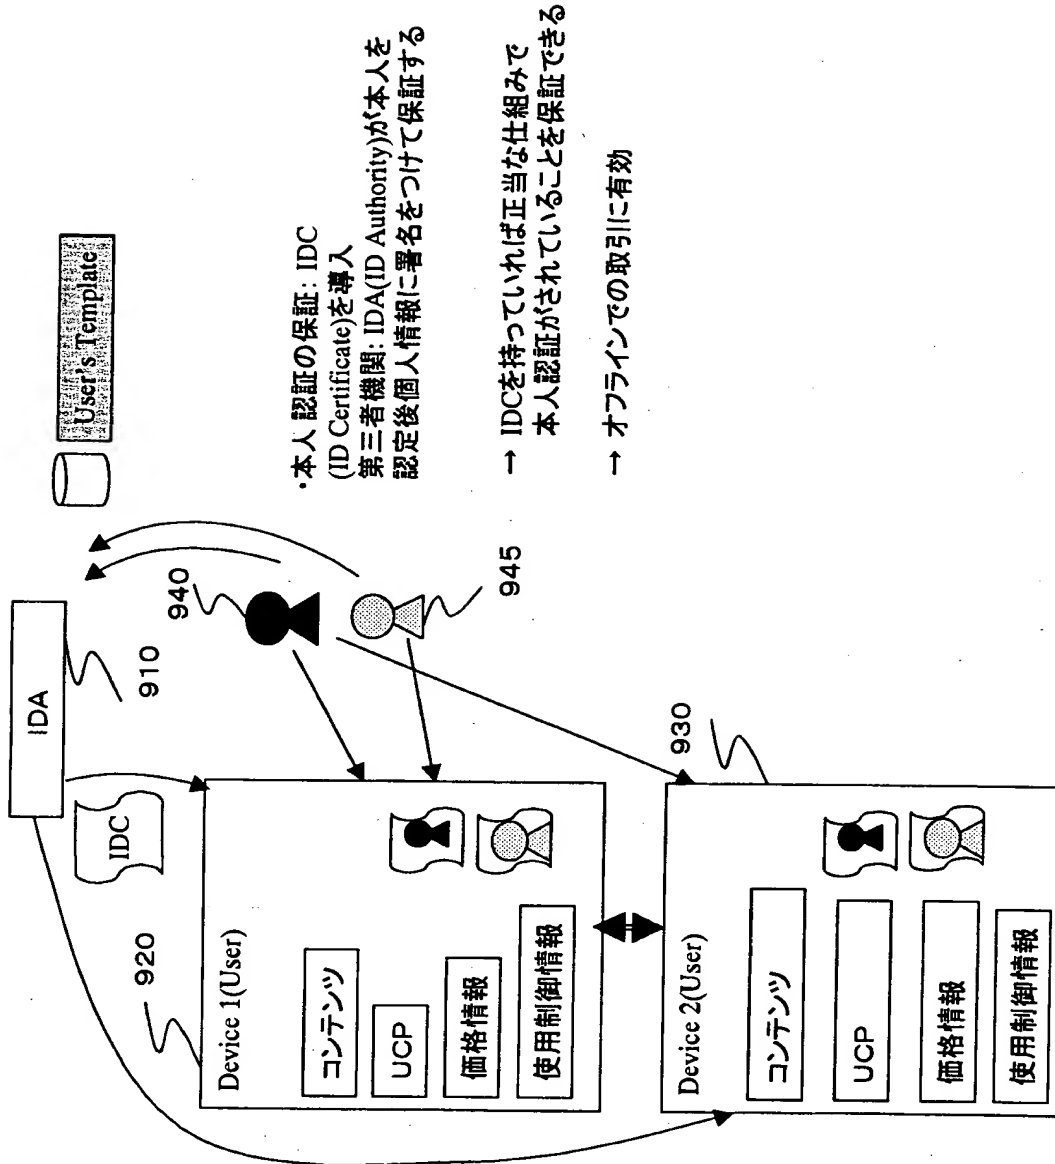 IDA
910
IDC
User's Template
940
945
920
Device 1(User)
コンテンツ
UCP
価格情報
使用制御情報
930
Device 2(User)
コンテンツ
UCP
価格情報
使用制御情報
・本人認証の保証: IDC
(ID Certificate)を導入
第三者機関: IDA(ID Authority)が本人を
認定後個人情報に署名をつけて保証する
→ IDCを持っていれば正当な仕組みで
本人認証がされていることを保証できる
→ オフラインでの取引に有効